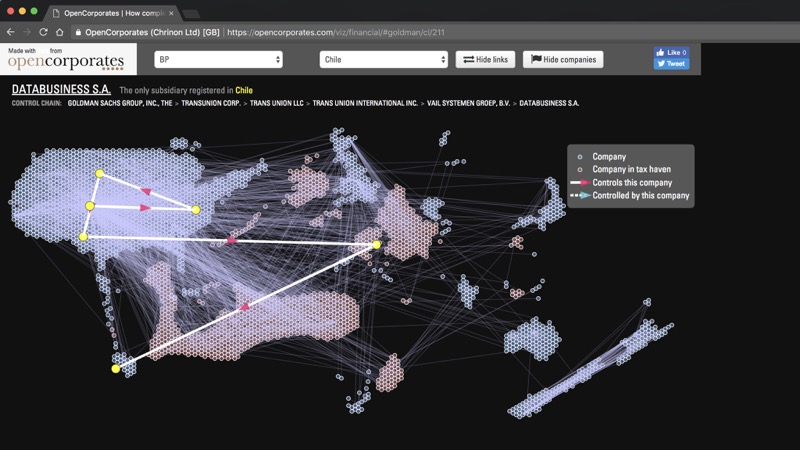 OpenCorporates | How comple
OpenCorporates (Chrinon Ltd) [GB] | https://opencorporates.com/viz/financial/#goldman/cl/211
Made with from
opencorporates
BP
Chile
Hide links
Hide companies
Like 0
Tweet
DATABUSINESS S.A. The only subsidiary registered in Chile
CONTROL CHAIN: GOLDMAN SACHS GROUP, INC., THE > TRANSUNION CORP. > TRANS UNION LLC > TRANS UNION INTERNATIONAL INC. > VAIL SYSTEMEN GROEP, B.V. > DATABUSINESS S.A.
Company
Company in tax haven
Controls this company
Controlled by this company